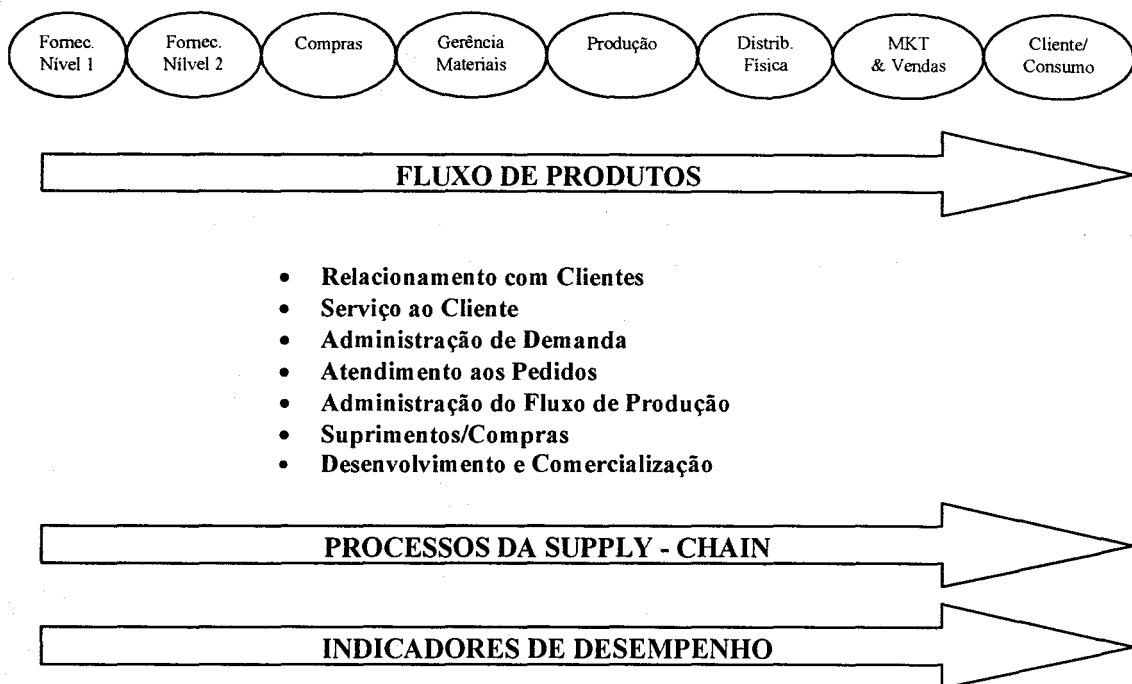 Fornec.
Nível 1
Fornec.
Nílvel 2
Compras
Gerência
Materiais
Produção
Distrib.
Física
MKT
& Vendas
Cliente/
Consumo
FLUXO DE PRODUTOS
• Relacionamento com Clientes
• Serviço ao Cliente
• Administração de Demanda
• Atendimento aos Pedidos
• Administração do Fluxo de Produção
• Suprimentos/Compras
• Desenvolvimento e Comercialização
PROCESSOS DA SUPPLY - CHAIN
INDICADORES DE DESEMPENHO